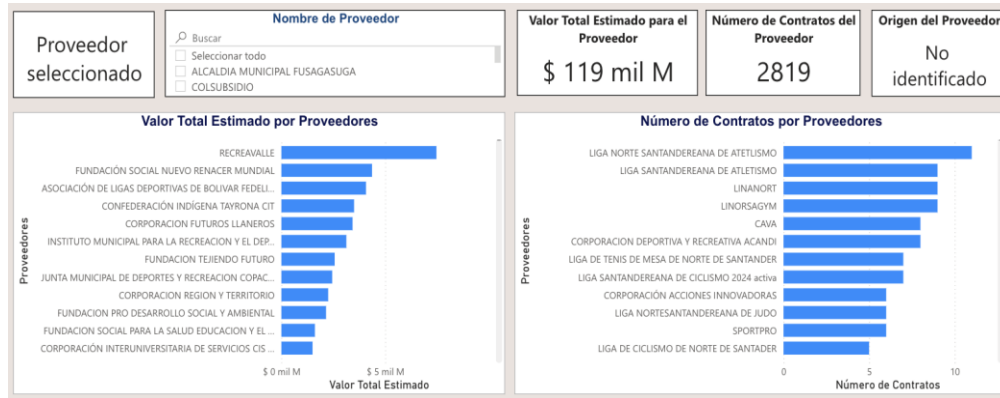 Proveedor
seleccionado
Nombre de Proveedor
Buscar
Seleccionar todo
ALCALDIA MUNICIPAL FUSAGASUGA
COLSUBSIDIO
Valor Total Estimado para el
Proveedor
$ 119 mil M
Número de Contratos del
Proveedor
2819
Origen del Proveedor
No
identificado
Valor Total Estimado por Proveedores
Proveedores
RECREAVALLE
FUNDACIÓN SOCIAL NUEVO RENACER MUNDIAL
ASOCIACIÓN DE LIGAS DEPORTIVAS DE BOLIVAR FEDELI...
CONFEDERACIÓN INDÍGENA TAYRONA CIT
CORPORACION FUTUROS LLANEROS
INSTITUTO MUNICIPAL PARA LA RECREACION Y EL DEP...
FUNDACION TEJIENDO FUTURO
JUNTA MUNICIPAL DE DEPORTES Y RECREACION COPAC...
CORPORACION REGION Y TERRITORIO
FUNDACION PRO DESARROLLO SOCIAL Y AMBIENTAL
FUNDACION SOCIAL PARA LA SALUD EDUCACION Y EL ...
CORPORACIÓN INTERUNIVERSITARIA DE SERVICIOS CIS ...
$ 0 mil M $ 5 mil M
Valor Total Estimado
Número de Contratos por Proveedores
Proveedores
LIGA NORTE SANTANDEREANA DE ATETLISMO
LIGA SANTANDEREANA DE ATLETISMO
LINANORT
LINORSAGYM
CAVA
CORPORACION DEPORTIVA Y RECREATIVA ACANDI
LIGA DE TENIS DE MESA DE NORTE DE SANTANDER
LIGA SANTANDEREANA DE CICLISMO 2024 activa
CORPORACIÓN ACCIONES INNOVADORAS
LIGA NORTESANTANDEREANA DE JUDO
SPORTPRO
LIGA DE CICLISMO DE NORTE DE SANTADER
0 5 10
Número de Contratos